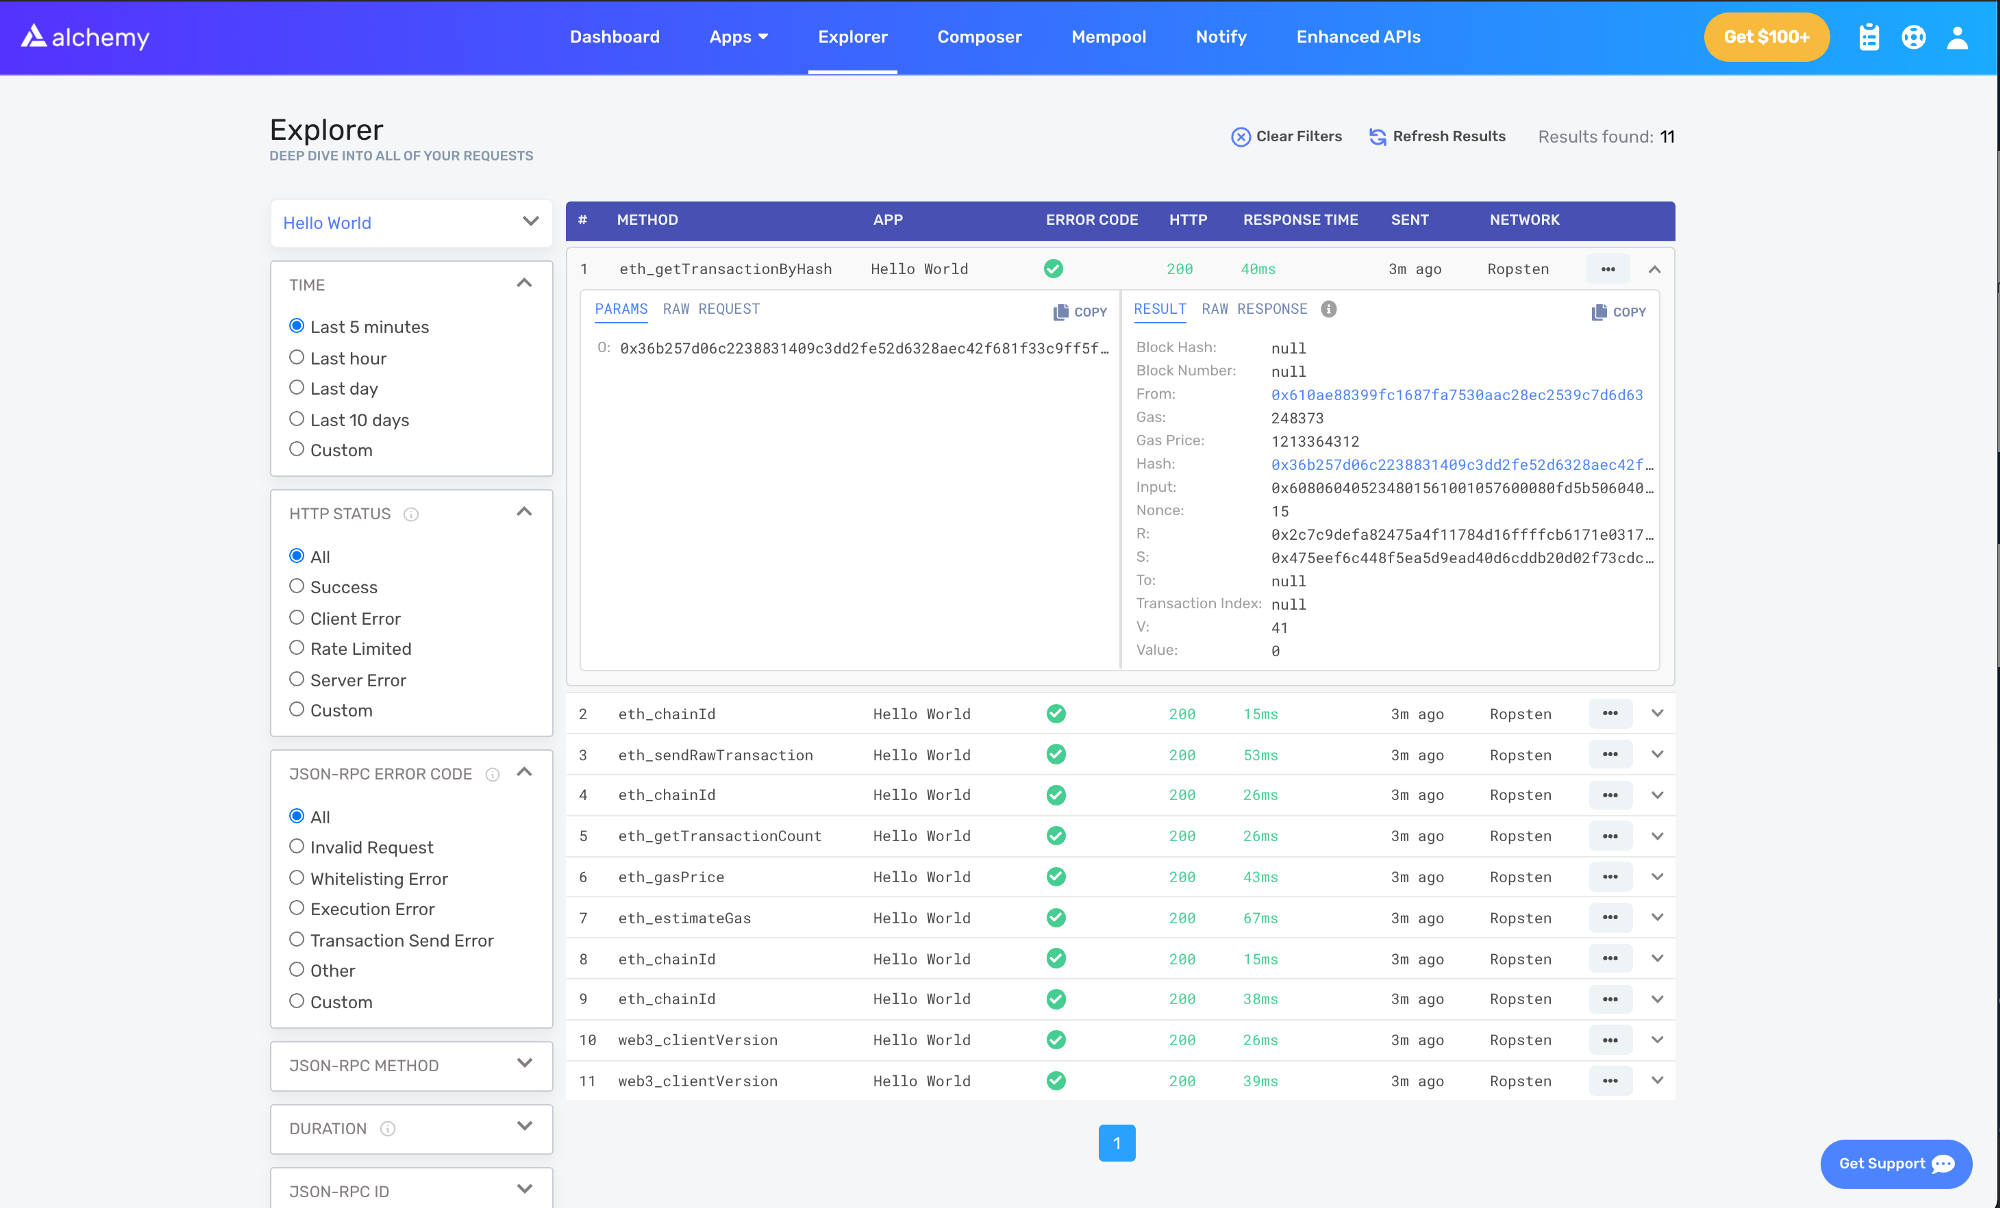 alchemy
Dashboard Apps Explorer Composer Mempool Notify Enhanced APIs Get $100+
Explorer
DEEP DIVE INTO ALL OF YOUR REQUESTS
Clear Filters Refresh Results Results found: 11
Hello World
TIME
Last 5 minutes
Last hour
Last day
Last 10 days
Custom
HTTP STATUS
All
Success
Client Error
Rate Limited
Server Error
Custom
JSON-RPC ERROR CODE
All
Invalid Request
Whitelisting Error
Execution Error
Transaction Send Error
Other
Custom
JSON-RPC METHOD
DURATION
JSON-RPC ID
# METHOD APP ERROR CODE HTTP RESPONSE TIME SENT NETWORK
1 eth_getTransactionByHash Hello World 200 40ms 3m ago Ropsten
PARAMS RAW REQUEST COPY
0: 0x36b257d06c2238831409c3dd2fe52d6328aec42f681f33c9ff5f…
RESULT RAW RESPONSE COPY
Block Hash: null
Block Number: null
From: 0x610ae88399fc1687fa7530aac28ec2539c7d6d63
Gas: 248373
Gas Price: 1213364312
Hash: 0x36b257d06c2238831409c3dd2fe52d6328aec42f…
Input: 0x608060405234801561001057600080fd5b506040…
Nonce: 15
R: 0x2c7c9defa82475a4f11784d16ffffcb6171e0317…
S: 0x475eef6c448f5ea5d9ead40d6cddb20d02f73cdc…
To: null
Transaction Index: null
V: 41
Value: 0
2 eth_chainId Hello World 200 15ms 3m ago Ropsten
3 eth_sendRawTransaction Hello World 200 53ms 3m ago Ropsten
4 eth_chainId Hello World 200 26ms 3m ago Ropsten
5 eth_getTransactionCount Hello World 200 26ms 3m ago Ropsten
6 eth_gasPrice Hello World 200 43ms 3m ago Ropsten
7 eth_estimateGas Hello World 200 67ms 3m ago Ropsten
8 eth_chainId Hello World 200 15ms 3m ago Ropsten
9 eth_chainId Hello World 200 38ms 3m ago Ropsten
10 web3_clientVersion Hello World 200 26ms 3m ago Ropsten
11 web3_clientVersion Hello World 200 39ms 3m ago Ropsten
1
Get Support